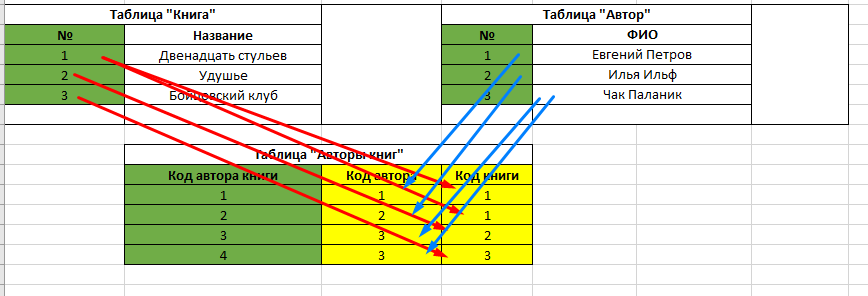 Таблица "Книга" Таблица "Автор"
№ Название № ФИО
1 Двенадцать стульев 1 Евгений Петров
2 Удушье 2 Илья Ильф
3 Бойцовский клуб 3 Чак Паланик
Таблица "Авторы книг"
Код автора книги Код автора Код книги
1 1 1
2 2 1
3 3 2
4 3 3